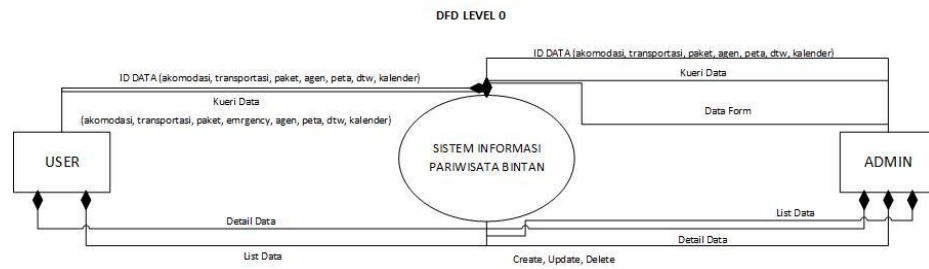 DFD LEVEL 0
ID DATA (akomodasi, transportasi, paket, agen, peta, dtw, kalender)
Kueri Data
ID DATA (akomodasi, transportasi, paket, agen, peta, dtw, kalender)
Kueri Data
(akomodasi, transportasi, paket, emrgency, agen, peta, dtw, kalender)
Data Form
USER
SISTEM INFORMASI
PARIWISATA BINTAN
ADMIN
List Data
Detail Data
Detail Data
List Data
Create, Update, Delete